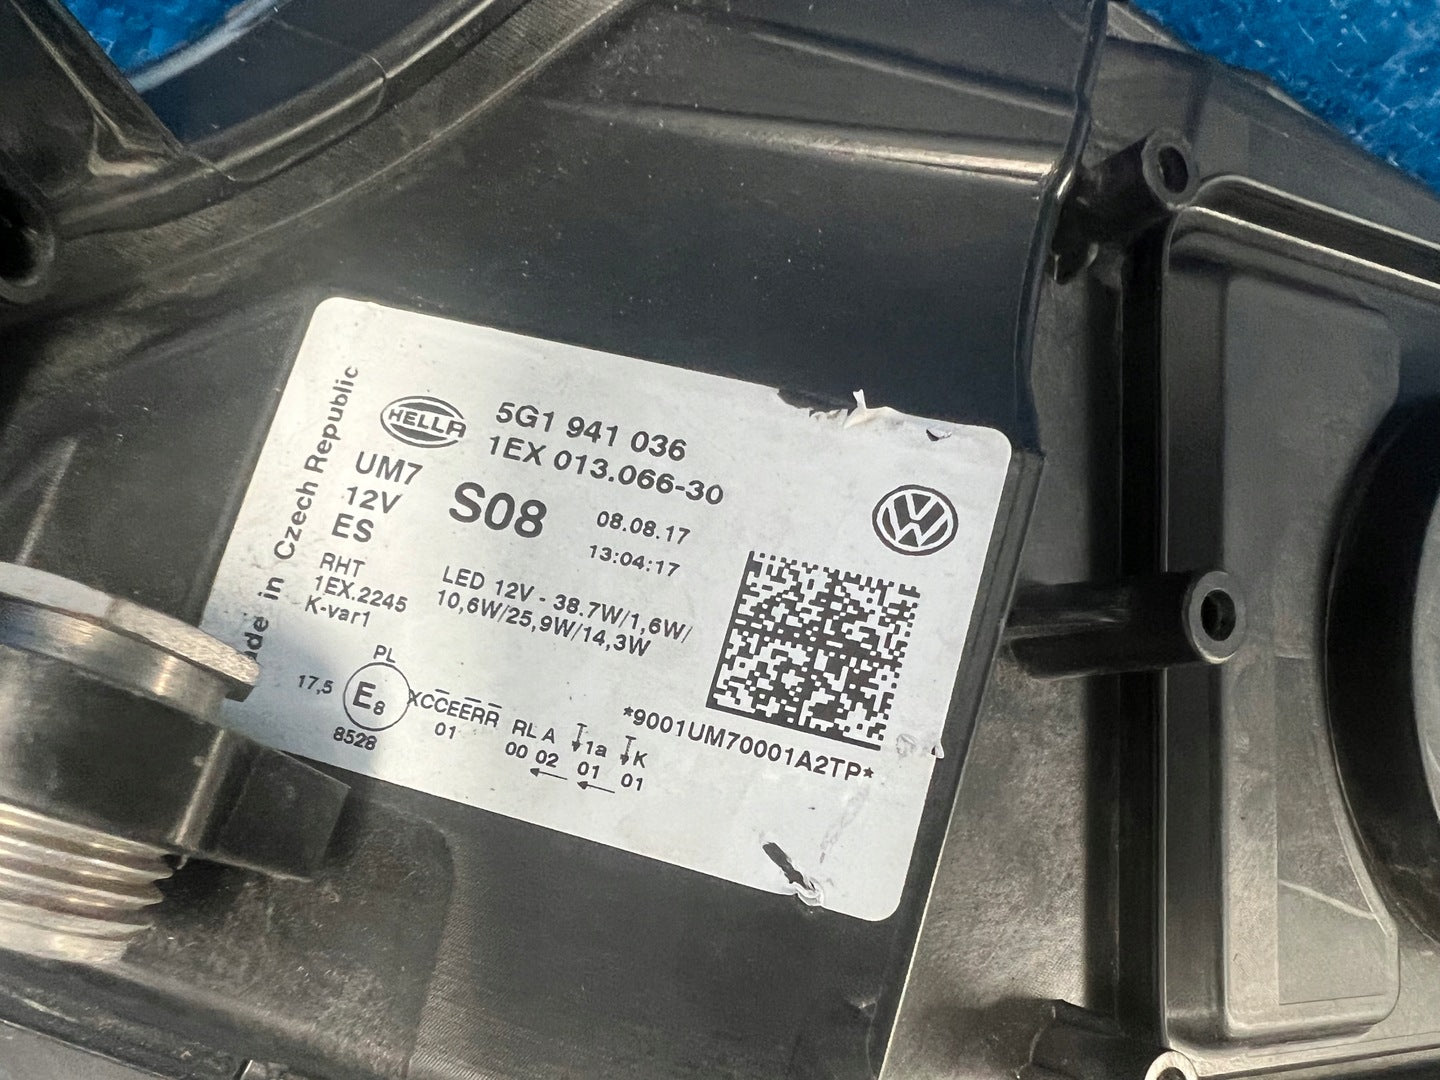 Made in Czech Republic
HELLA
5G1 941 036
1EX 013.066-30
UM7
12V
ES
S08
08.08.17
13:04:17
RHT
1EX.2245
K-var1
LED 12V - 38.7W/1,6W/
10,6W/25,9W/14,3W
PL
17,5
E8
8528
XCC̅EER̅R̅
01
RL A 1a K
00 02 01 01
*9001UM70001A2TP*